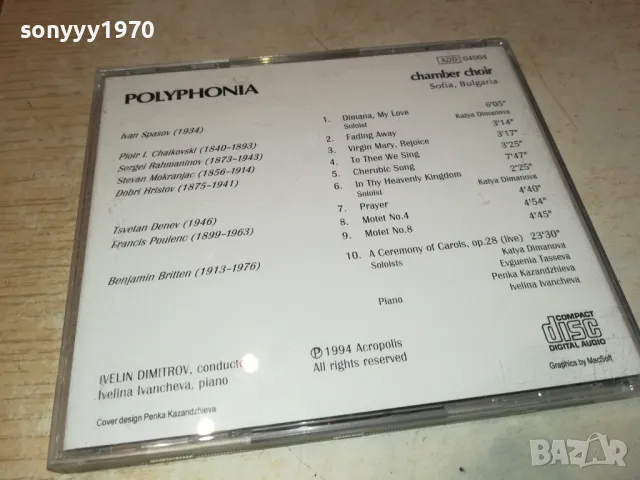 sonyyy1970
ADD 04004
POLYPHONIA
chamber choir
Sofia, Bulgaria
Ivan Spasov (1934)
1. Dimana, My Love 6'05"
Soloist Katya Dimanova
2. Fading Away 3'14"
Piotr I. Chaikovski (1840-1893)
3. Virgin Mary, Rejoice 3'17"
Sergei Rahmaninov (1873-1943)
4. To Thee We Sing 3'25"
Stevan Mokranjac (1856-1914)
5. Cherubic Song 7'47"
Dobri Hristov (1875-1941)
6. In Thy Heavenly Kingdom 2'25"
Soloist Katya Dimanova
7. Prayer 4'40"
Tsvetan Denev (1946)
8. Motet No.4 4'54"
Francis Poulenc (1899-1963)
9. Motet No.8 4'45"
Benjamin Britten (1913-1976)
10. A Ceremony of Carols, op.28 (live) 23'30"
Soloists Katya Dimanova
Evguenia Tasseva
Penka Kazandzhieva
Piano Ivelina Ivancheva
IVELIN DIMITROV, conducto
Ivelina Ivancheva, piano
Ⓟ 1994 Acropolis
All rights reserved
COMPACT
disc
DIGITAL AUDIO
Graphics by MacSoft
Cover design Penka Kazandzhieva
BAZAR
.bg